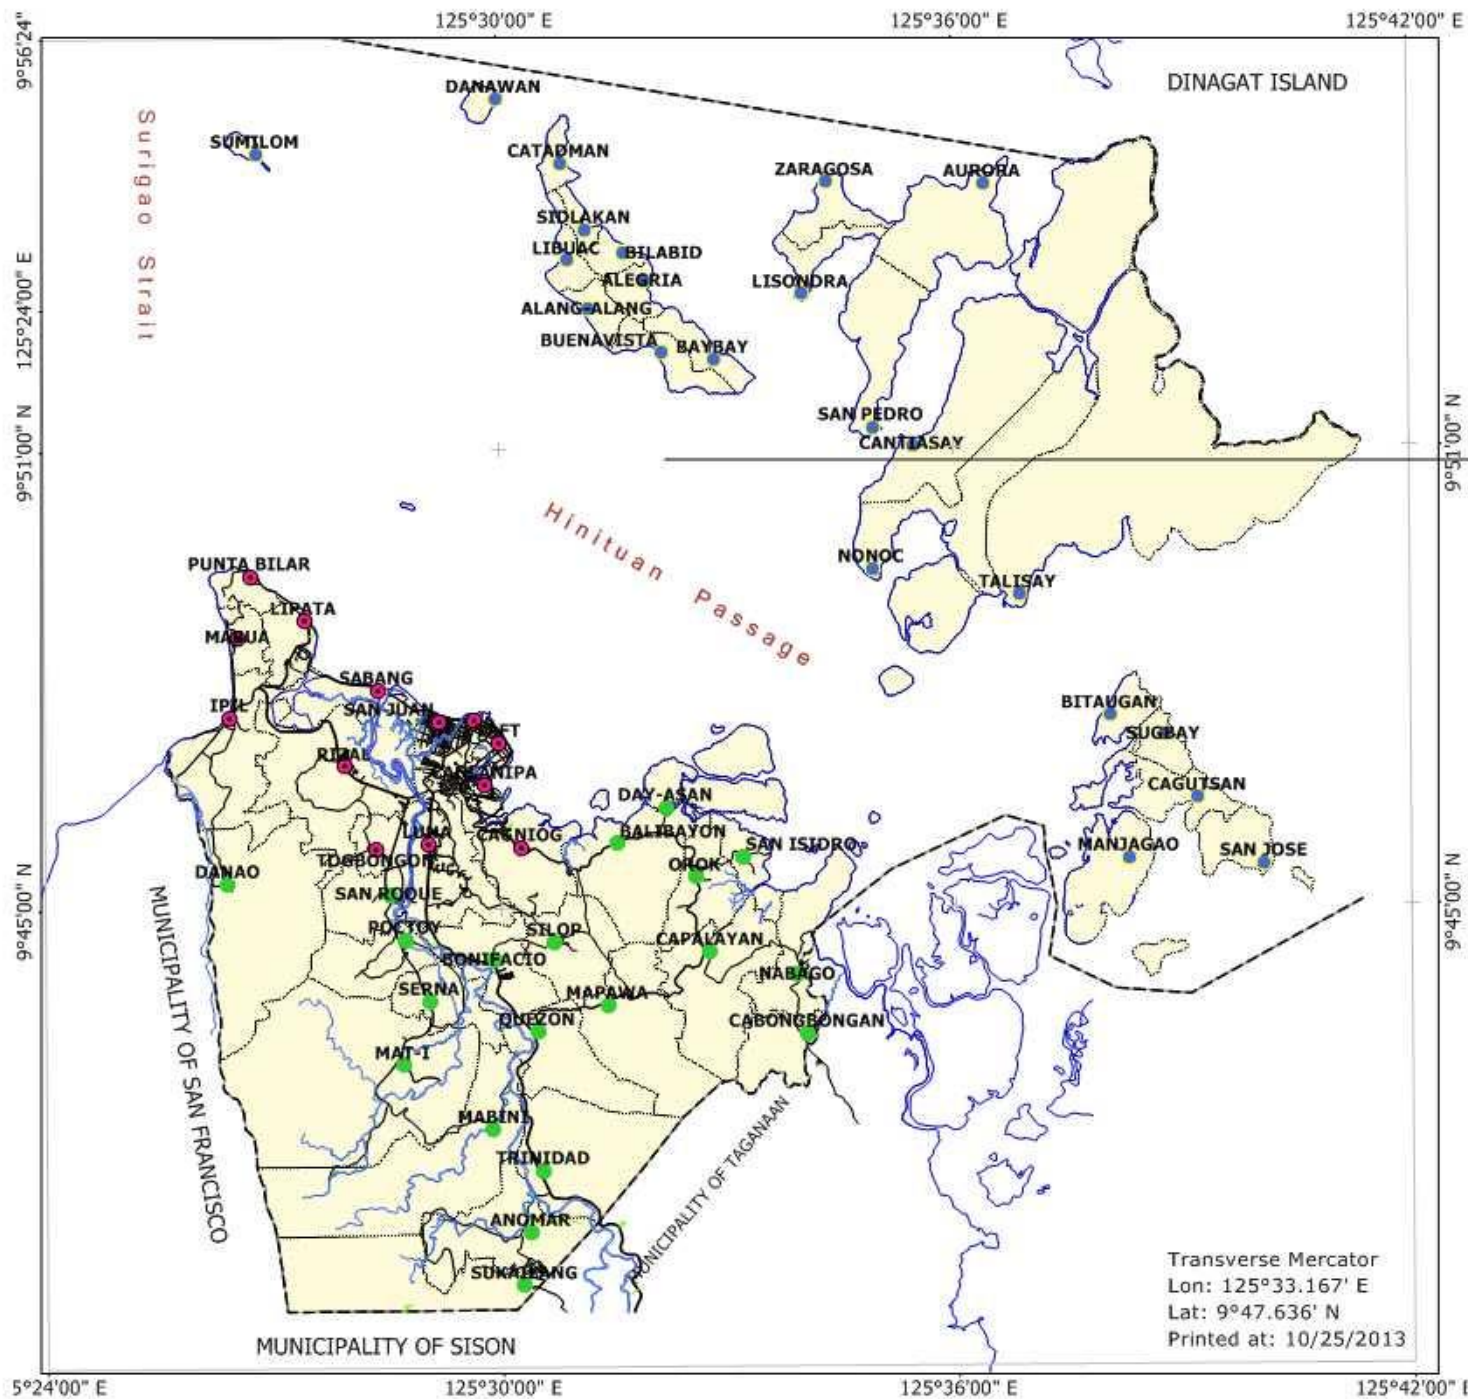 125°30'00" E
125°36'00" E
125°42'00" E
9°56'24"
DINAGAT ISLAND
DANAWAN
Surigao Strait
SUMILOM
CATADMAN
ZARAGOSA
AURORA
SIDLAKAN
LIBUAC
BILABID
ALEGRIA
LISONDRA
125°24'00" E
ALANG-ALANG
BUENAVISTA
BAYBAY
SAN PEDRO
CANTIASAY
9°51'00" N
9°51'00" N
Hinituan Passage
NONOC
TALISAY
PUNTA BILAR
LIPATA
MABUA
SABANG
IPIL
SAN JUAN
BITAUGAN
SUGBAY
RIZAL
CAGUTSAN
DAY-ASAN
BALIBAYON
LUNA
CAGNIOG
SAN ISIDRO
MANJAGAO
SAN JOSE
TOGBONGON
OROK
DANAO
SAN ROQUE
9°45'00" N
9°45'00" N
POCTOY
SILOP
CAPALAYAN
BONIFACIO
NABAGO
SERNA
MAPAWA
QUEZON
CABONGBONGAN
MAT-I
MUNICIPALITY OF SAN FRANCISCO
MABINI
TRINIDAD
MUNICIPALITY OF TAGANAAN
ANOMAR
SUKAILANG
Transverse Mercator
Lon: 125°33.167' E
Lat: 9°47.636' N
Printed at: 10/25/2013
MUNICIPALITY OF SISON
5°24'00" E
125°30'00" E
125°36'00" E
125°42'00" E